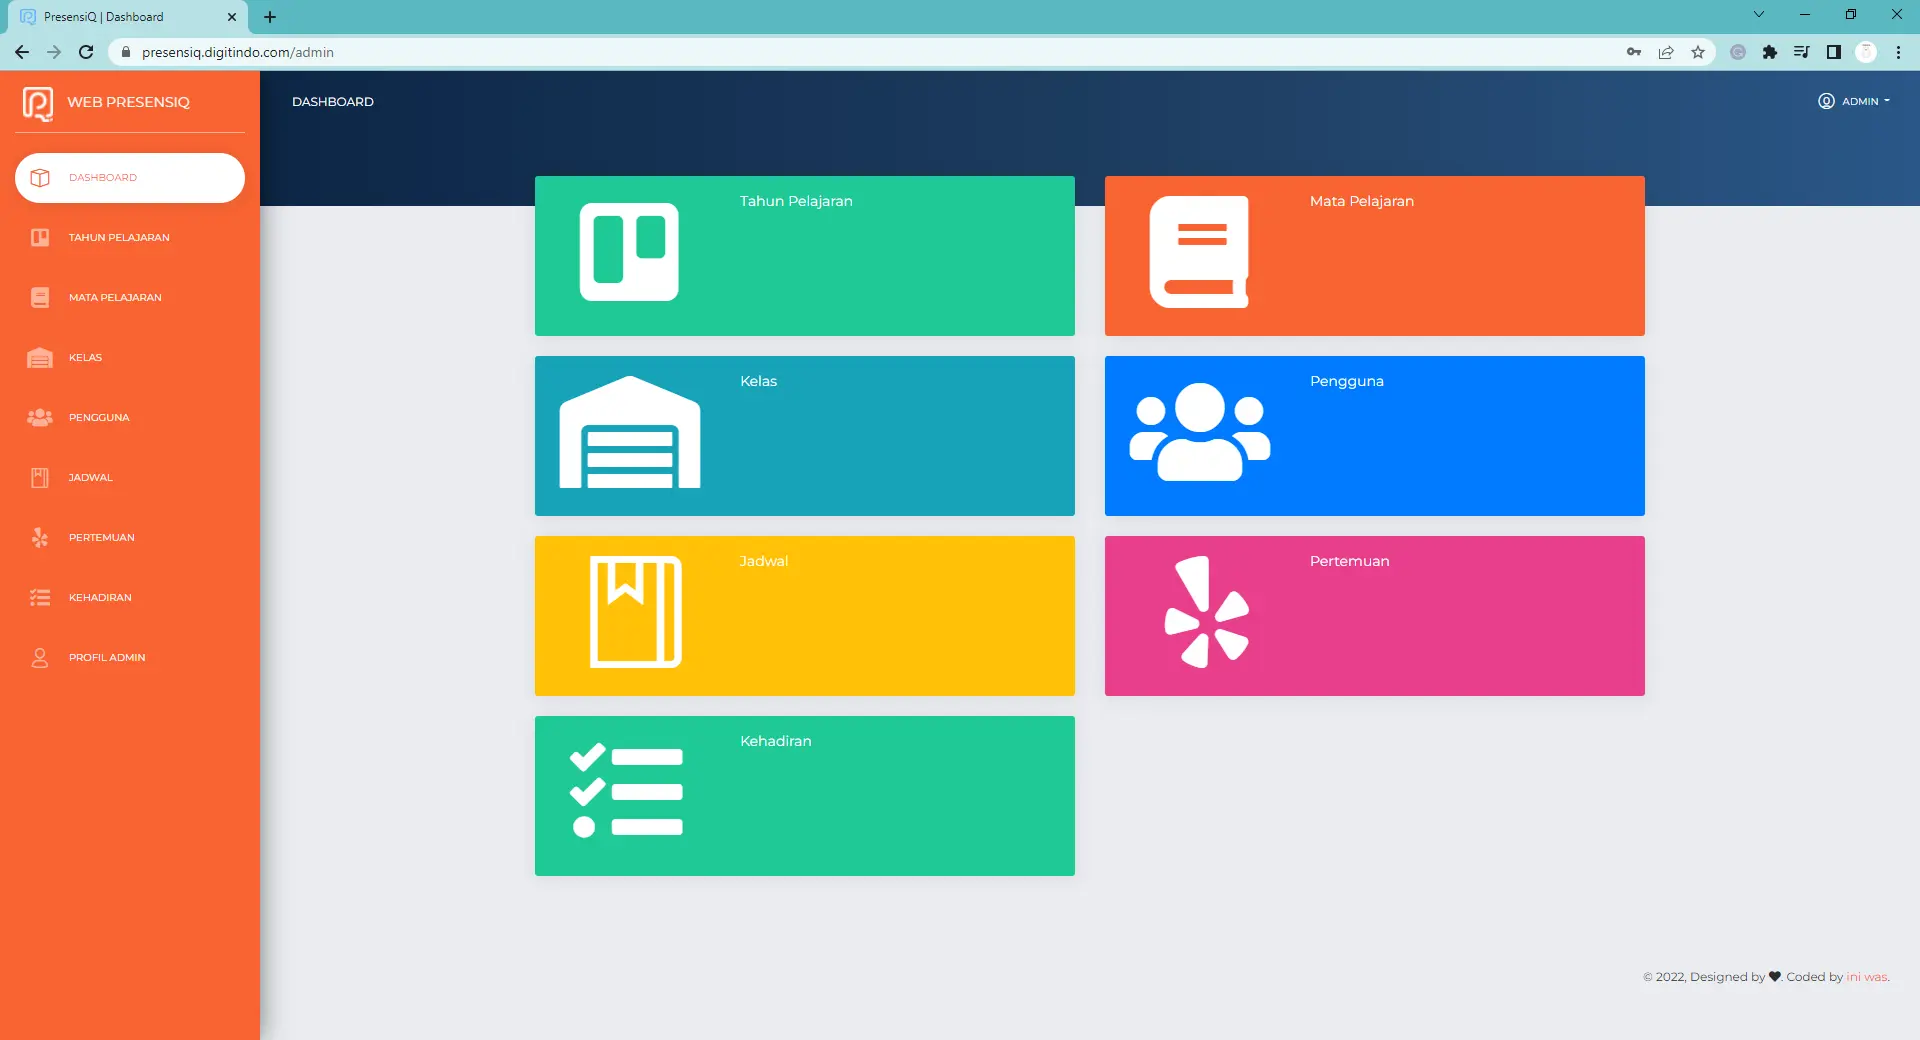 PresensiQ | Dashboard
presensiq.digitindo.com/admin
WEB PRESENSIQ
DASHBOARD
TAHUN PELAJARAN
MATA PELAJARAN
KELAS
PENGGUNA
JADWAL
PERTEMUAN
KEHADIRAN
PROFIL ADMIN
DASHBOARD
ADMIN
Tahun Pelajaran
Mata Pelajaran
Kelas
Pengguna
Jadwal
Pertemuan
Kehadiran
© 2022, Designed by ♥. Coded by ini was.